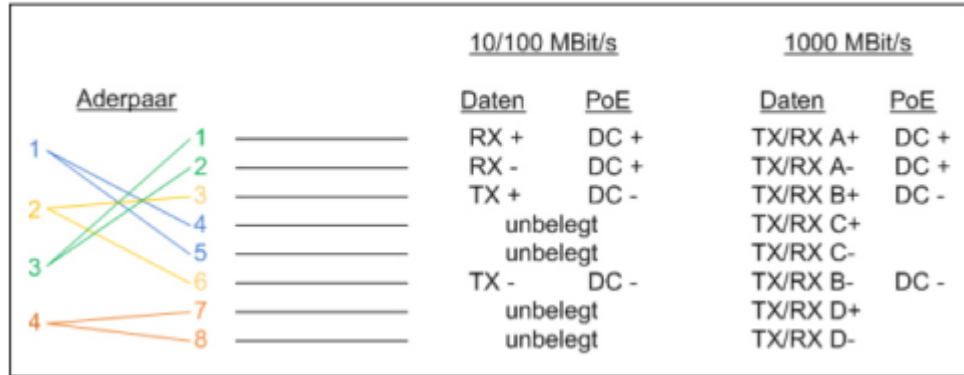 10/100 MBit/s 1000 MBit/s
Aderpaar Daten PoE Daten PoE
1 RX + DC + TX/RX A+ DC +
1 2 RX - DC + TX/RX A- DC +
2 3 TX + DC - TX/RX B+ DC -
4 unbelegt TX/RX C+
3 5 unbelegt TX/RX C-
6 TX - DC - TX/RX B- DC -
4 7 unbelegt TX/RX D+
8 unbelegt TX/RX D-